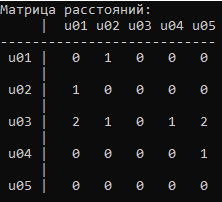 Матрица расстояний:
| u01 u02 u03 u04 u05
-----------------------
u01 | 0 1 0 0 0
|
u02 | 1 0 0 0 0
|
u03 | 2 1 0 1 2
|
u04 | 0 0 0 0 1
|
u05 | 0 0 0 0 0